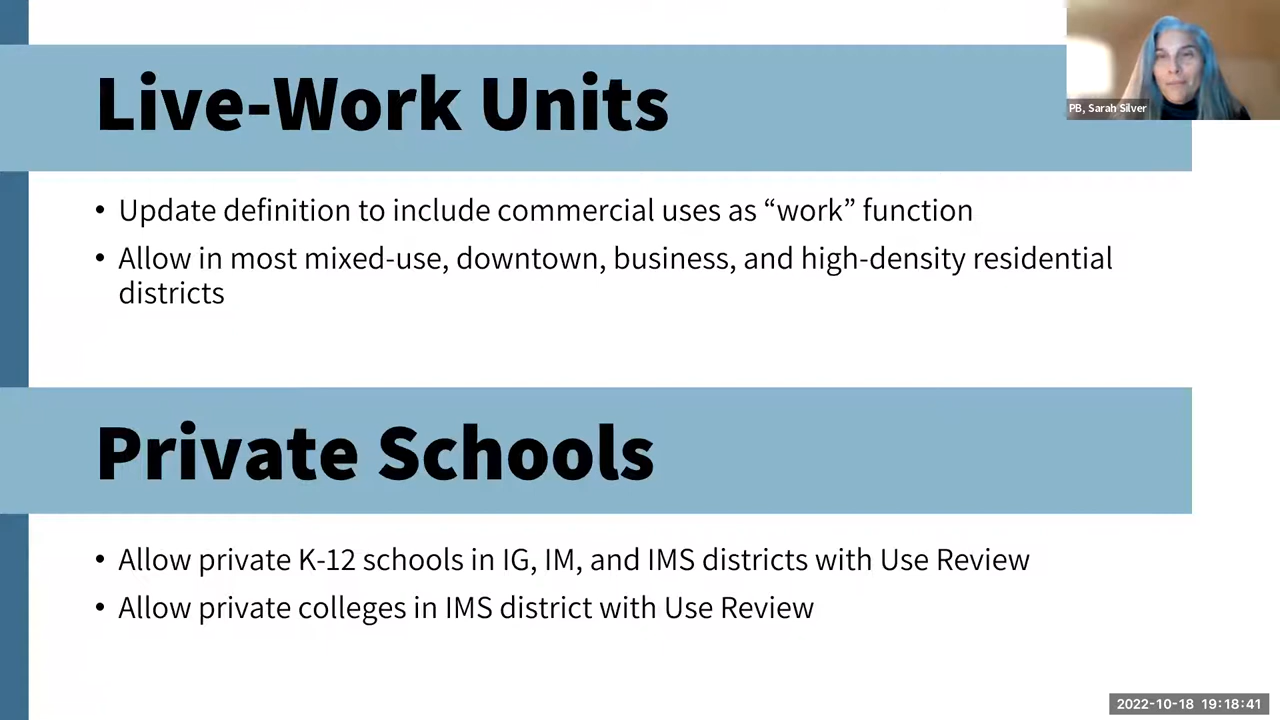 Live-Work Units
PB, Sarah Silver
• Update definition to include commercial uses as “work” function
• Allow in most mixed-use, downtown, business, and high-density residential
districts
Private Schools
• Allow private K-12 schools in IG, IM, and IMS districts with Use Review
• Allow private colleges in IMS district with Use Review
2022-10-18 19:18:41